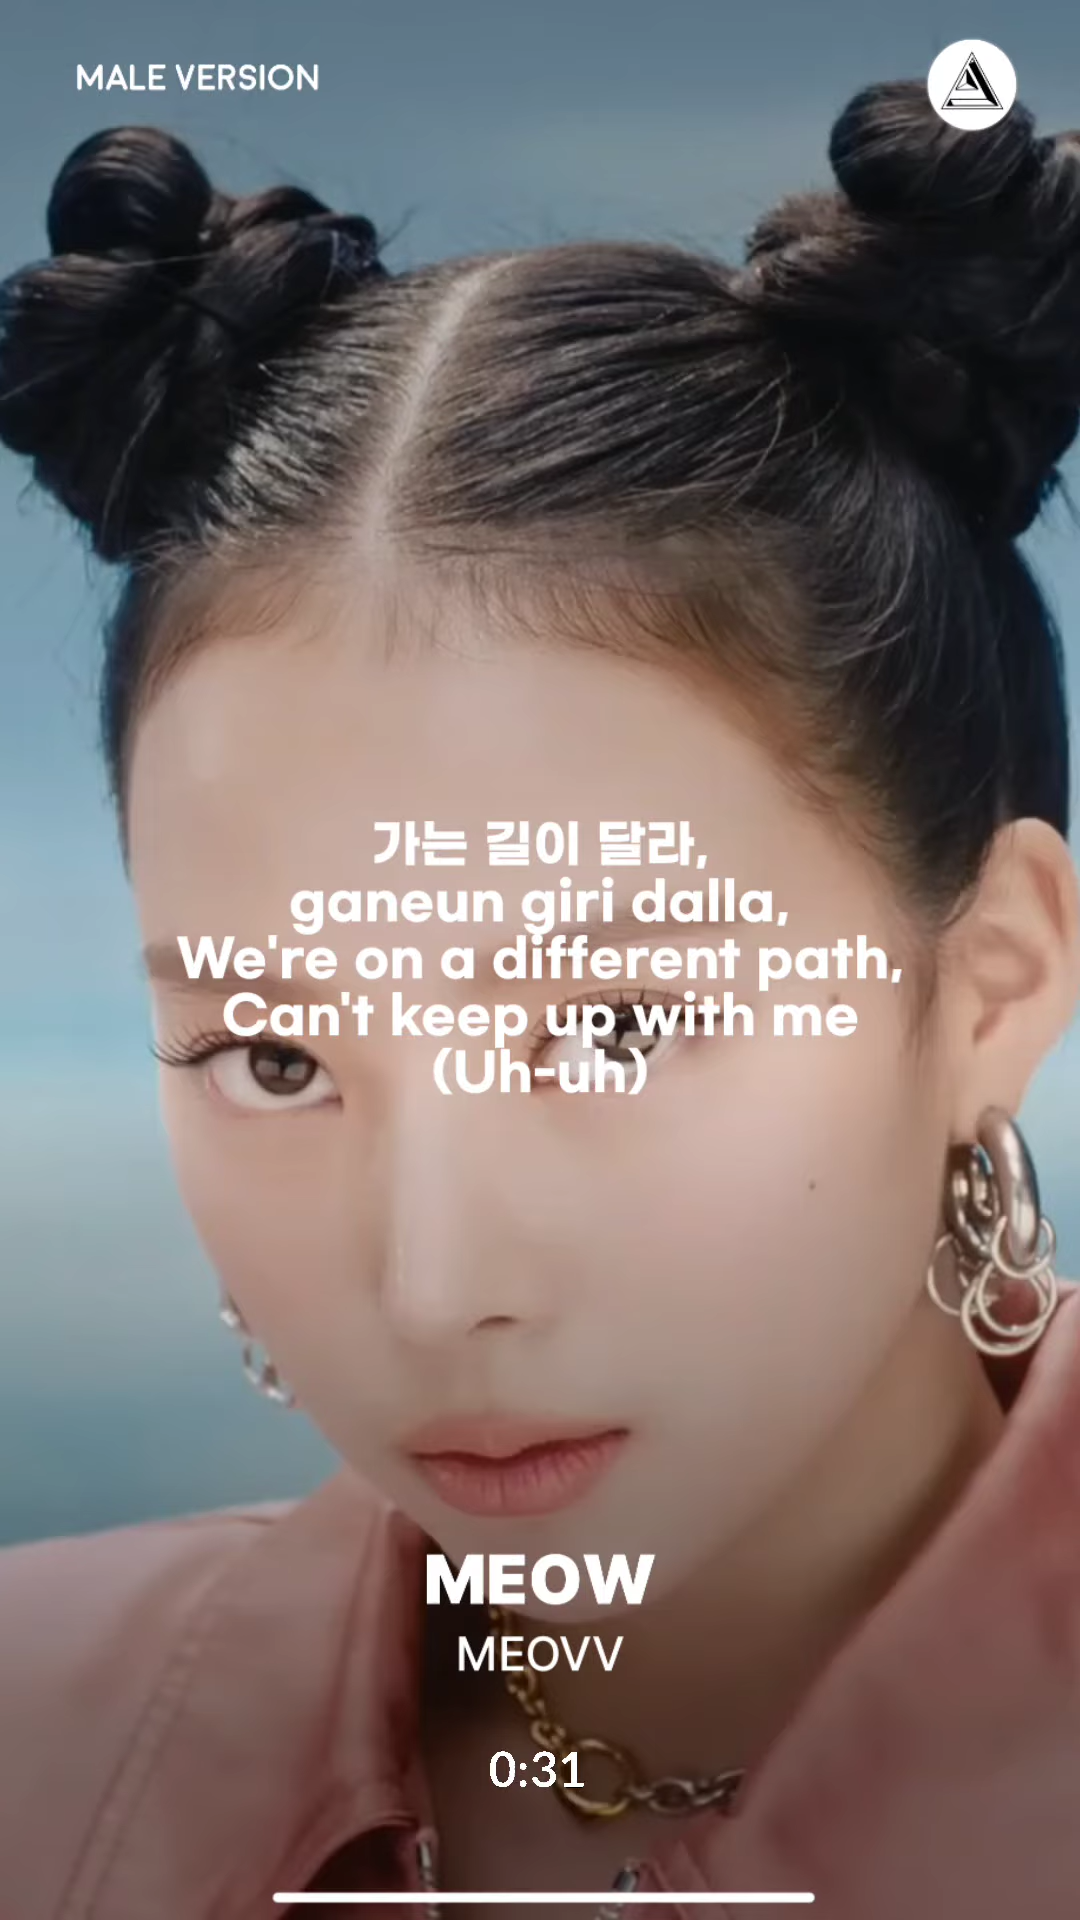 MALE VERSION
가는 길이 달라,
ganeun giri dalla,
We're on a different path,
Can't keep up with me
(Uh-uh)
MEOW
MEOVV
0:31